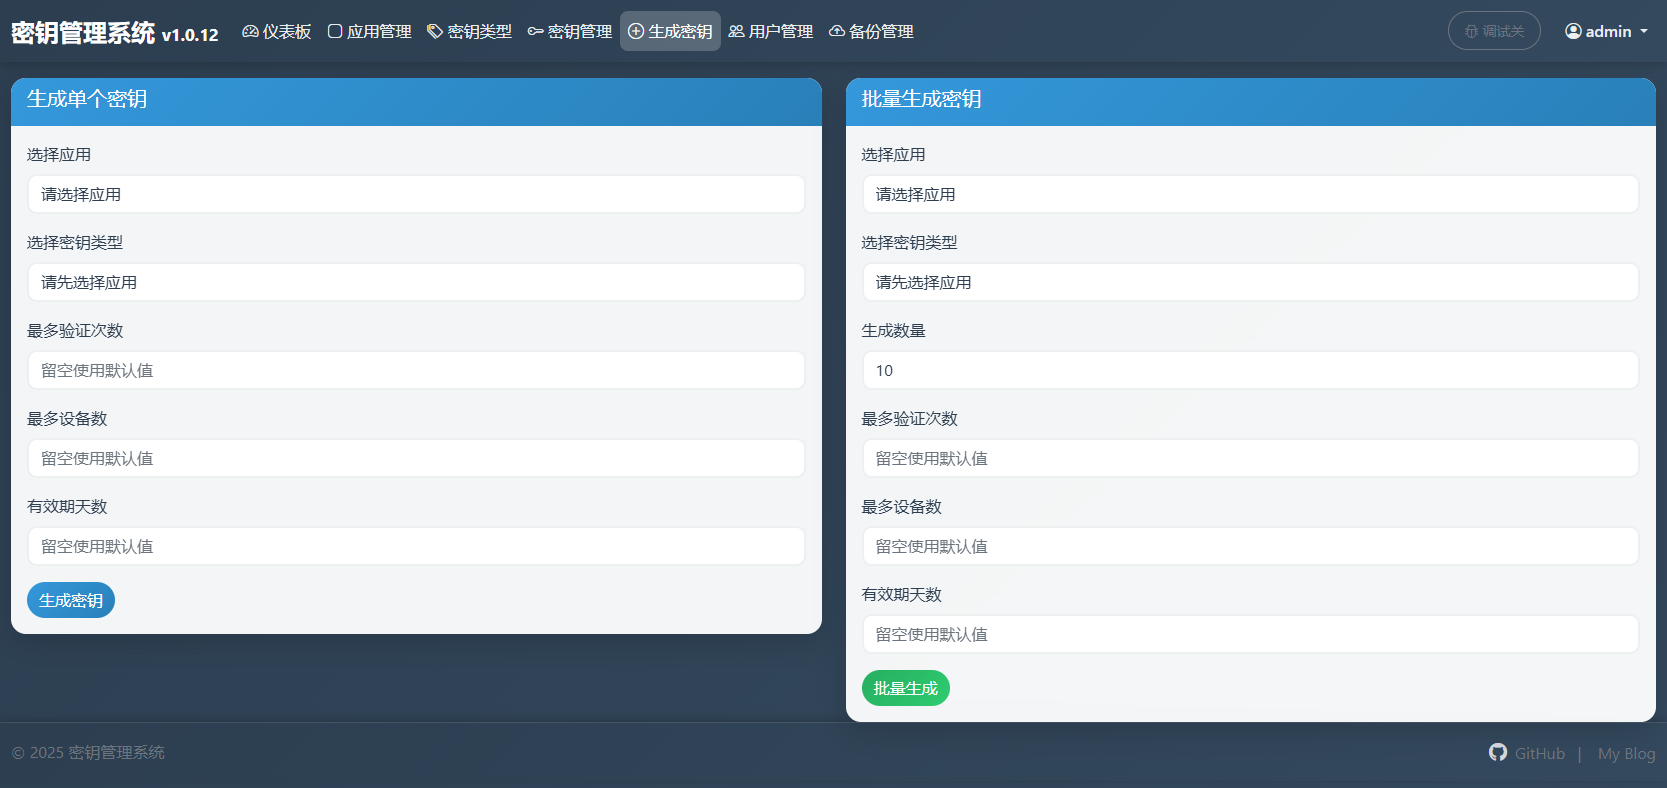 密钥管理系统 v1.0.12 仪表板 应用管理 密钥类型 密钥管理 生成密钥 用户管理 备份管理 调试关 admin
生成单个密钥
选择应用
请选择应用
选择密钥类型
请先选择应用
最多验证次数
留空使用默认值
最多设备数
留空使用默认值
有效期天数
留空使用默认值
生成密钥
批量生成密钥
选择应用
请选择应用
选择密钥类型
请先选择应用
生成数量
10
最多验证次数
留空使用默认值
最多设备数
留空使用默认值
有效期天数
留空使用默认值
批量生成
© 2025 密钥管理系统 GitHub | My Blog